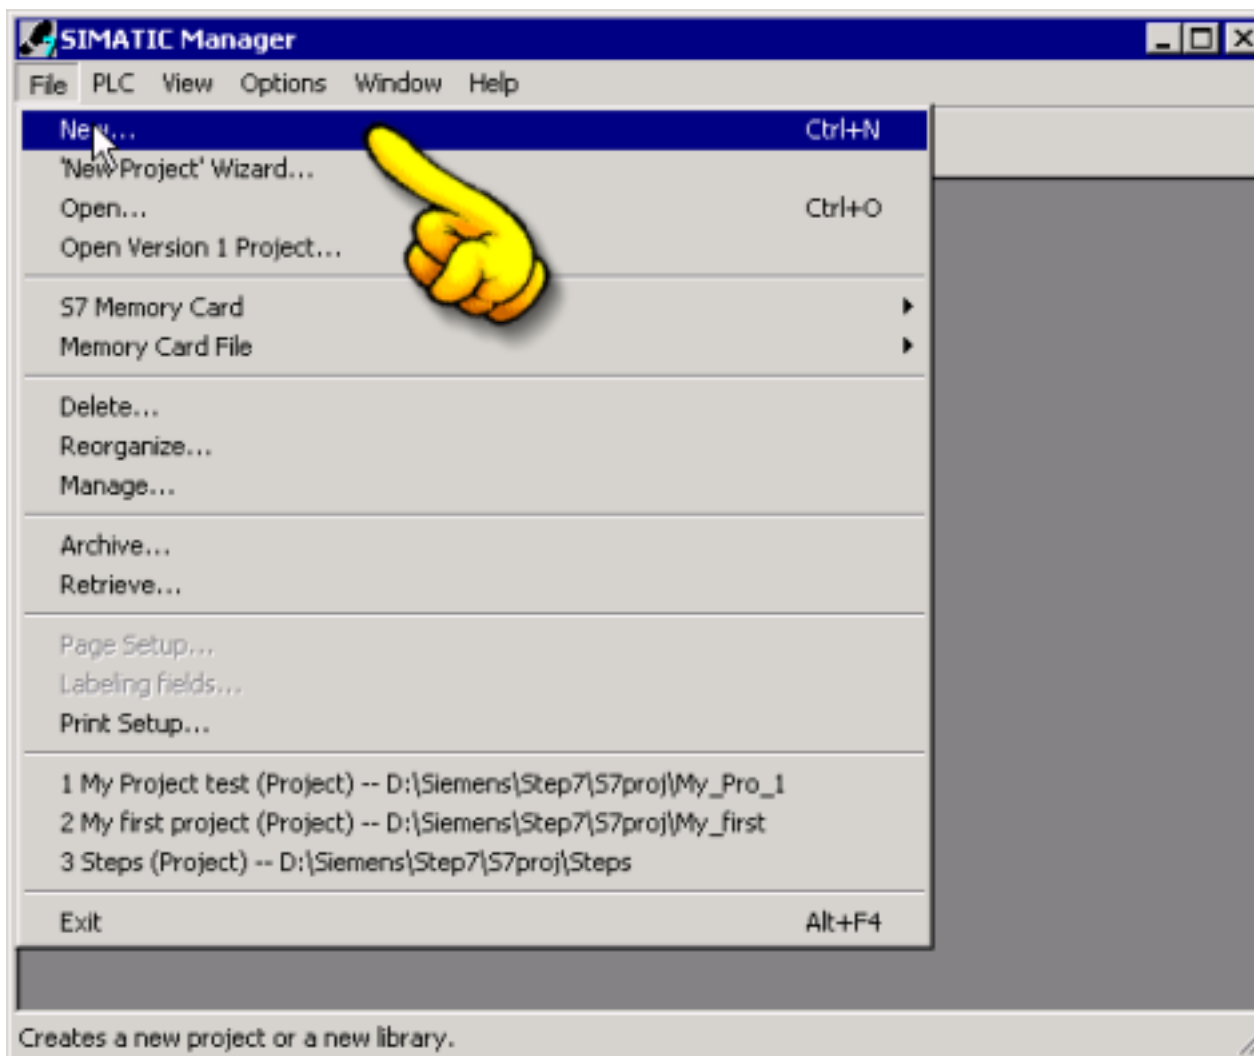 SIMATIC Manager
File PLC View Options Window Help
New... Ctrl+N
'New Project' Wizard...
Open... Ctrl+O
Open Version 1 Project...
S7 Memory Card
Memory Card File
Delete...
Reorganize...
Manage...
Archive...
Retrieve...
Page Setup...
Labeling fields...
Print Setup...
1 My Project test (Project) -- D:\Siemens\Step7\S7proj\My_Pro_1
2 My first project (Project) -- D:\Siemens\Step7\S7proj\My_first
3 Steps (Project) -- D:\Siemens\Step7\S7proj\Steps
Exit Alt+F4
Creates a new project or a new library.